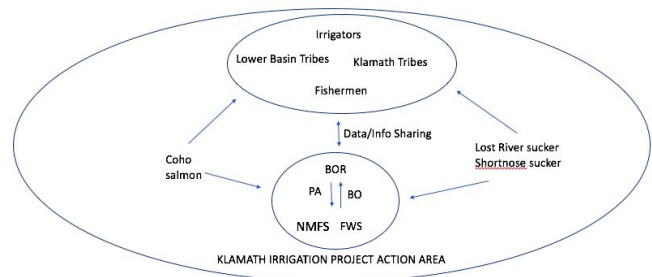 Irrigators
Lower Basin Tribes
Klamath Tribes
Fishermen
Data/Info Sharing
Coho
salmon
Lost River sucker
Shortnose sucker
BOR
PA
BO
NMFS
FWS
KLAMATH IRRIGATION PROJECT ACTION AREA